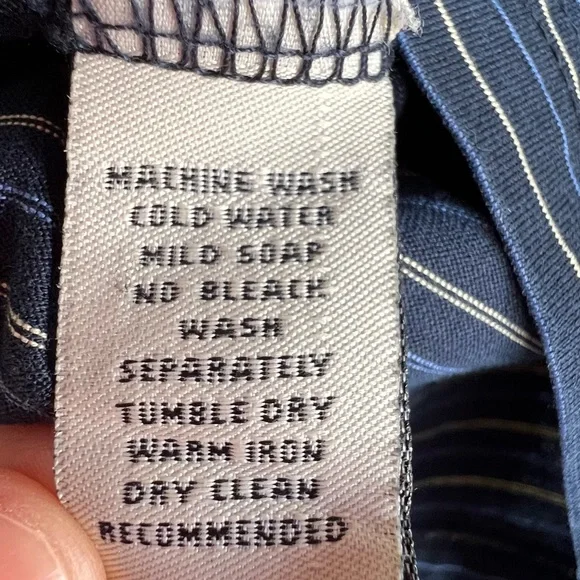 MACHINE WASH
COLD WATER
MILD SOAP
NO BLEACH
WASH
SEPARATELY
TUMBLE DRY
WARM IRON
DRY CLEAN
RECOMMENDED